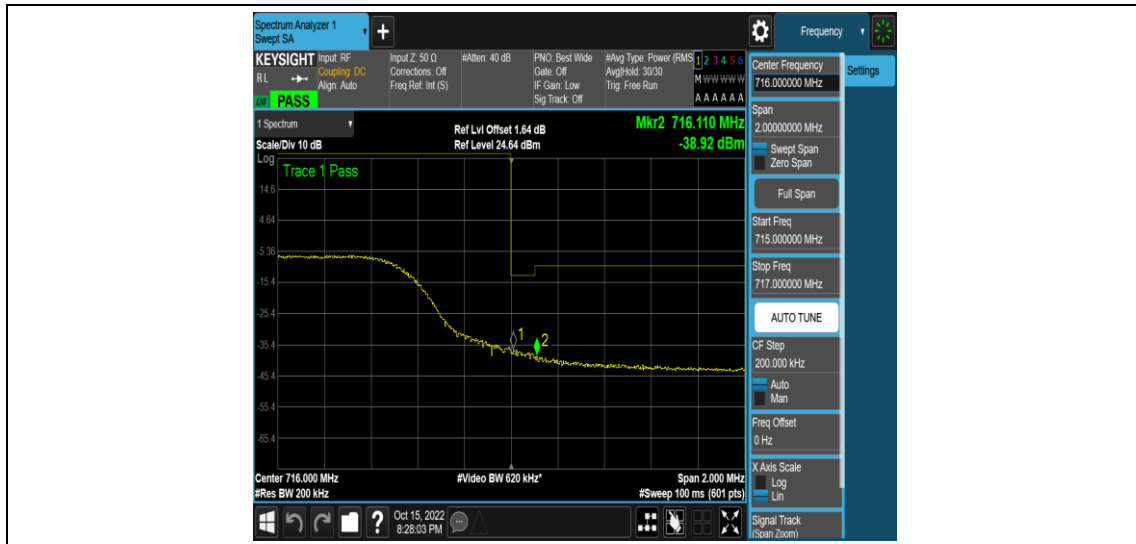 Spectrum Analyzer 1
Swept SA
+
Frequency
KEYSIGHT
RL
LXI
PASS
Input: RF
Coupling: DC
Align: Auto
Input Z: 50 Ω
Corrections: Off
Freq Ref: Int (S)
#Atten: 40 dB
PNO: Best Wide
Gate: Off
IF Gain: Low
Sig Track: Off
#Avg Type: Power (RMS
Avg|Hold: 30/30
Trig: Free Run
1 2 3 4 5 6
M W W W W W
A A A A A A
1 Spectrum
Scale/Div 10 dB
Ref Lvl Offset 1.64 dB
Ref Level 24.64 dBm
Mkr2 716.110 MHz
-38.92 dBm
Log
Trace 1 Pass
14.6
4.64
-5.36
-15.4
-25.4
-35.4
-45.4
-55.4
-65.4
1
2
Center 716.000 MHz
#Res BW 200 kHz
#Video BW 620 kHz*
Span 2.000 MHz
#Sweep 100 ms (601 pts)
Center Frequency
716.000000 MHz
Span
2.00000000 MHz
Swept Span
Zero Span
Full Span
Start Freq
715.000000 MHz
Stop Freq
717.000000 MHz
AUTO TUNE
CF Step
200.000 kHz
Auto
Man
Freq Offset
0 Hz
X Axis Scale
Log
Lin
Signal Track
(Span Zoom)
Settings
?
Oct 15, 2022
8:28:03 PM